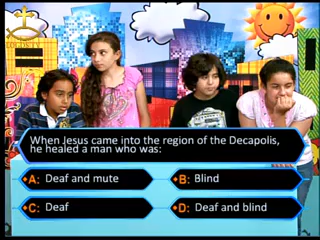 When Jesus came into the region of the Decapolis,
he healed a man who was:
A: Deaf and mute
B: Blind
C: Deaf
D: Deaf and blind